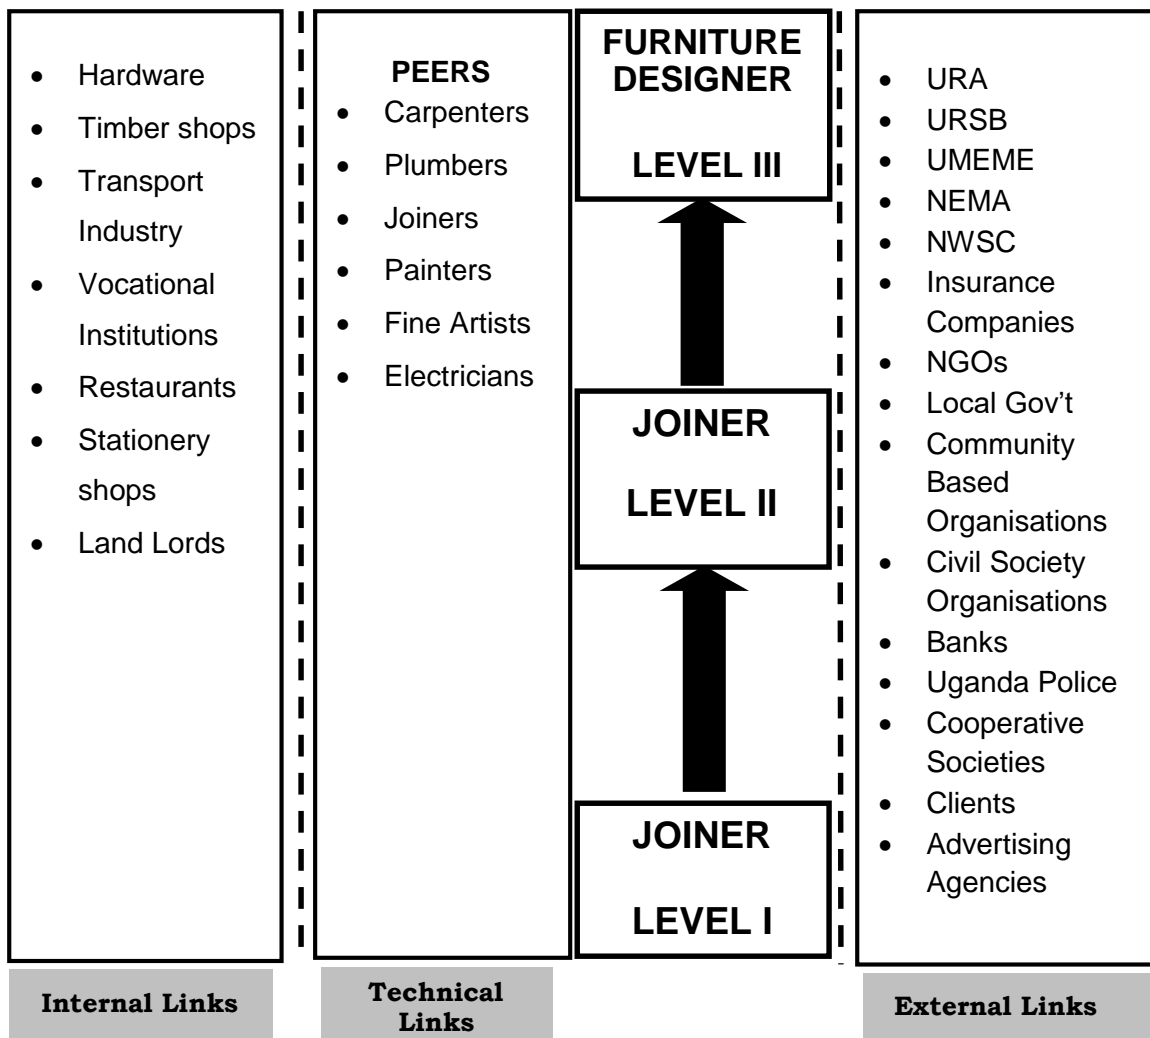 • Hardware
• Timber shops
• Transport
Industry
• Vocational
Institutions
• Restaurants
• Stationery
shops
• Land Lords
Internal Links
PEERS
• Carpenters
• Plumbers
• Joiners
• Painters
• Fine Artists
• Electricians
Technical
Links
FURNITURE
DESIGNER
LEVEL III
JOINER
LEVEL II
JOINER
LEVEL I
• URA
• URSB
• UMEME
• NEMA
• NWSC
• Insurance
Companies
• NGOs
• Local Gov’t
• Community
Based
Organisations
• Civil Society
Organisations
• Banks
• Uganda Police
• Cooperative
Societies
• Clients
• Advertising
Agencies
External Links